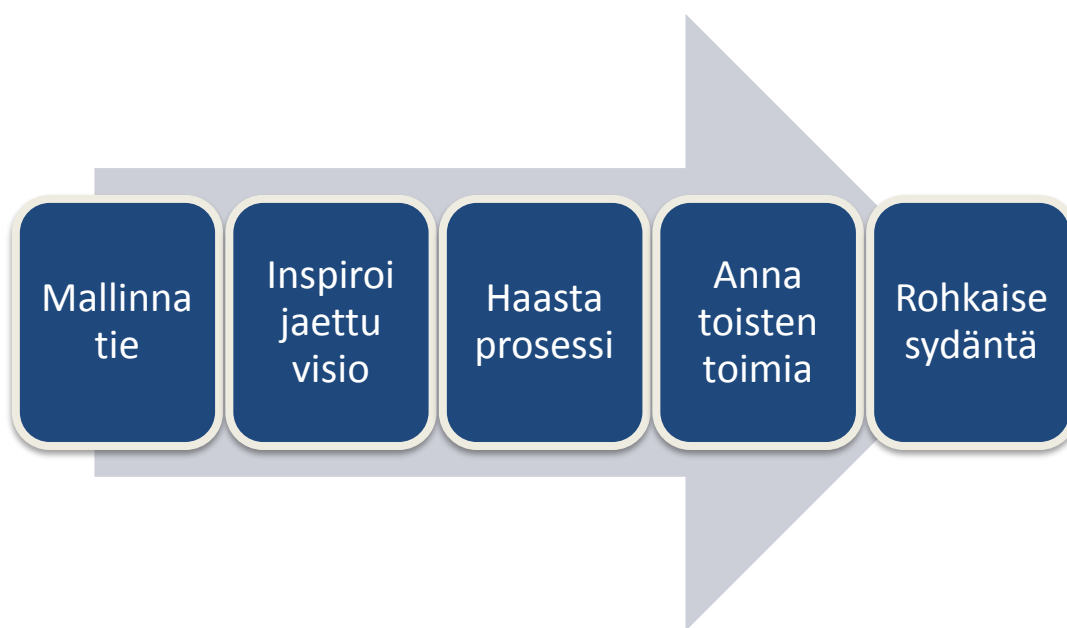 Mallinna
tie
Inspiroi
jaettu
visio
Haasta
prosessi
Anna
toisten
toimia
Rohkaise
sydäntä